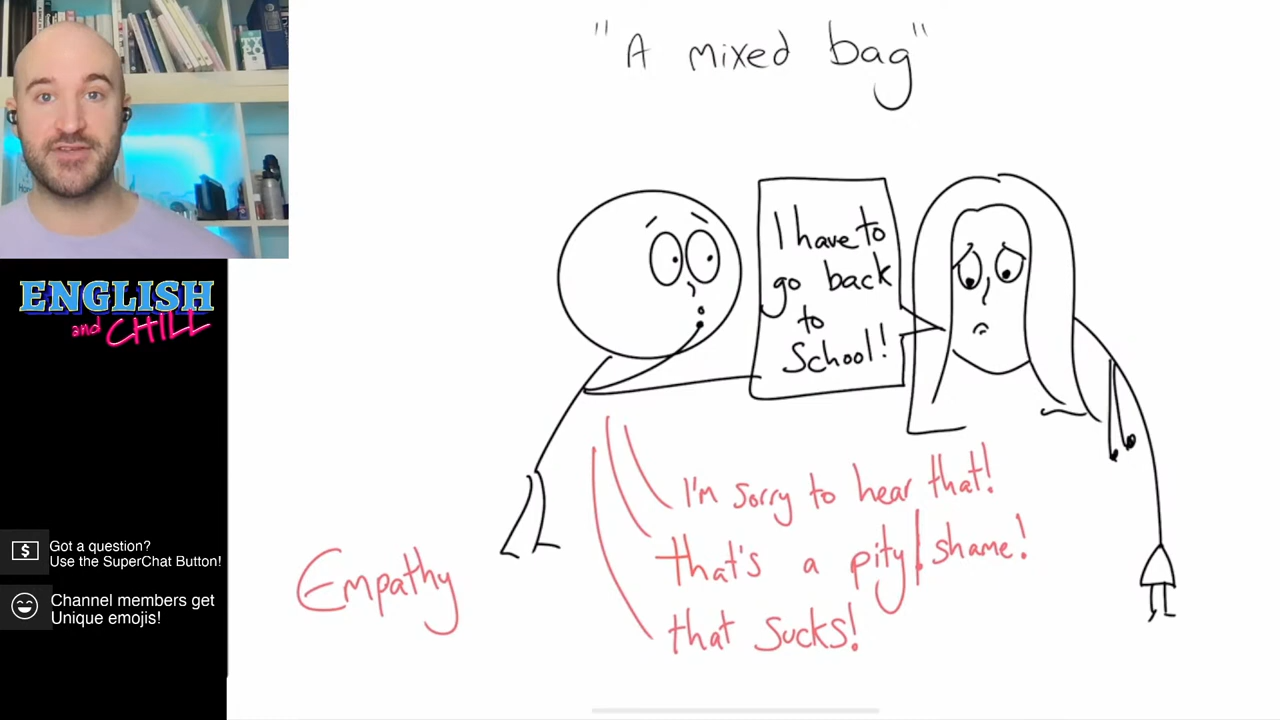 "A mixed bag"
I have to
go back
to
School!
I'm sorry to hear that!
that's a pity/shame!
that sucks!
Empathy
ENGLISH
and CHILL
Got a question?
Use the SuperChat Button!
Channel members get
Unique emojis!